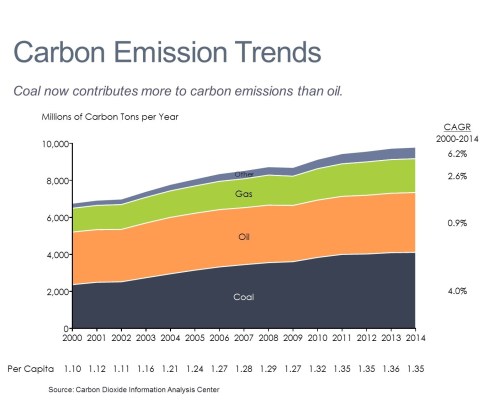 Carbon Emission Trends
Coal now contributes more to carbon emissions than oil.
Millions of Carbon Tons per Year
CAGR
2000-2014
10,000
8,000
6,000
4,000
2,000
0
6.2%
2.6%
0.9%
4.0%
Other
Gas
Oil
Coal
2000 2001 2002 2003 2004 2005 2006 2007 2008 2009 2010 2011 2012 2013 2014
Per Capita 1.10 1.12 1.11 1.16 1.21 1.24 1.27 1.28 1.29 1.27 1.32 1.35 1.35 1.36 1.35
Source: Carbon Dioxide Information Analysis Center